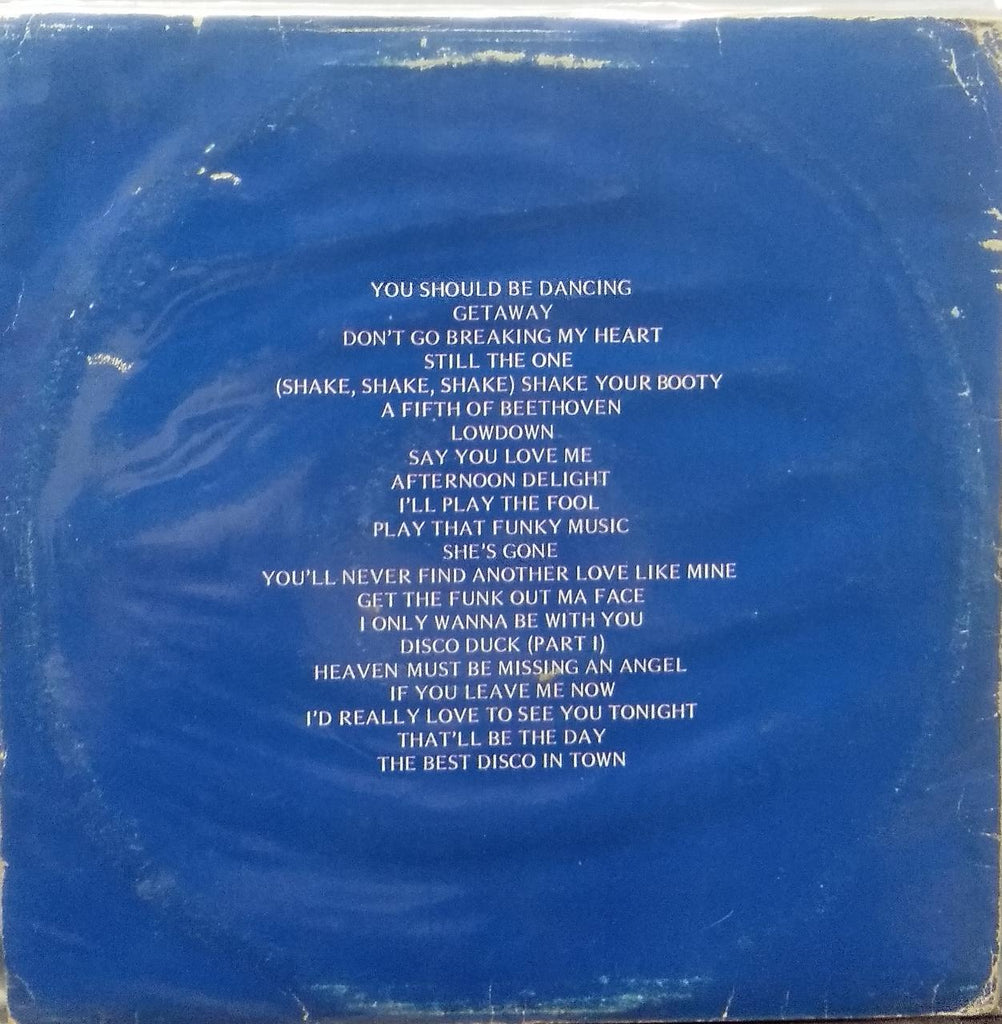 YOU SHOULD BE DANCING
GETAWAY
DON'T GO BREAKING MY HEART
STILL THE ONE
(SHAKE, SHAKE, SHAKE) SHAKE YOUR BOOTY
A FIFTH OF BEETHOVEN
LOWDOWN
SAY YOU LOVE ME
AFTERNOON DELIGHT
I'LL PLAY THE FOOL
PLAY THAT FUNKY MUSIC
SHE'S GONE
YOU'LL NEVER FIND ANOTHER LOVE LIKE MINE
GET THE FUNK OUT MA FACE
I ONLY WANNA BE WITH YOU
DISCO DUCK (PART I)
HEAVEN MUST BE MISSING AN ANGEL
IF YOU LEAVE ME NOW
I'D REALLY LOVE TO SEE YOU TONIGHT
THAT'LL BE THE DAY
THE BEST DISCO IN TOWN